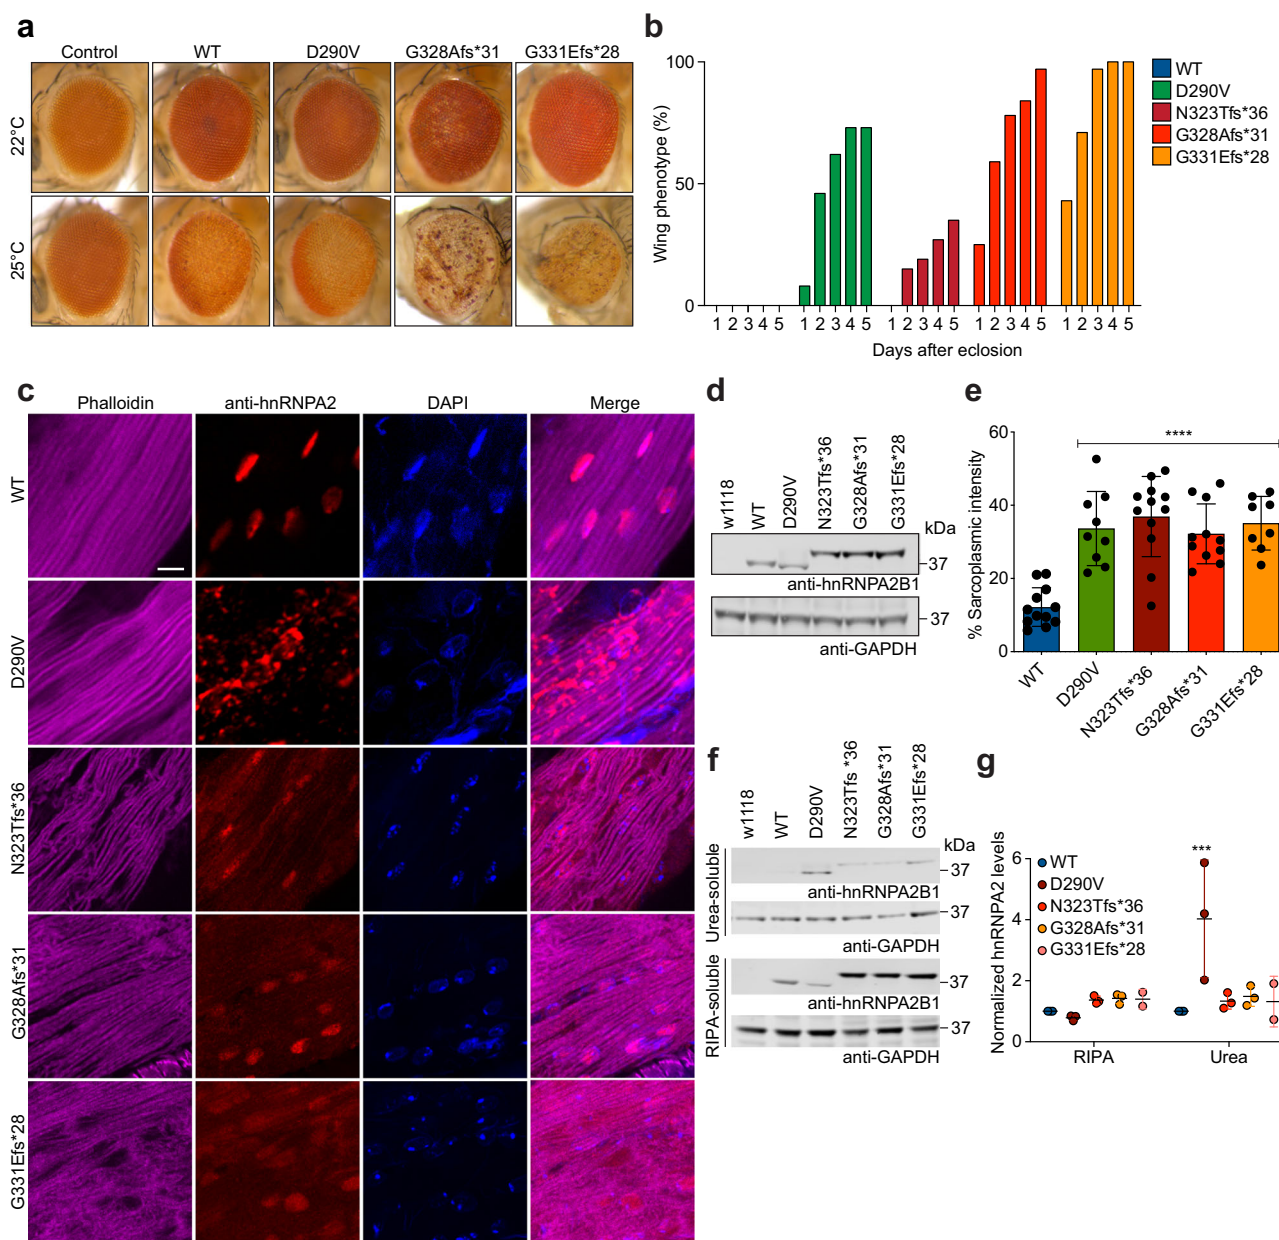 a
Control WT D290V G328Afs*31 G331Efs*28
22°C
25°C
b
Wing phenotype (%)
100
50
0
1 2 3 4 5 1 2 3 4 5 1 2 3 4 5 1 2 3 4 5 1 2 3 4 5
Days after eclosion
WT
D290V
N323Tfs*36
G328Afs*31
G331Efs*28
c
Phalloidin anti-hnRNPA2 DAPI Merge
WT
D290V
N323Tfs*36
G328Afs*31
G331Efs*28
d
w1118 WT D290V N323Tfs*36 G328Afs*31 G331Efs*28
kDa
37
anti-hnRNPA2B1
37
anti-GAPDH
e
% Sarcoplasmic intensity
60
40
20
0
****
WT D290V N323Tfs*36 G328Afs*31 G331Efs*28
f
w1118 WT D290V N323Tfs *36 G328Afs*31 G331Efs*28
kDa
Urea-soluble
37
anti-hnRNPA2B1
37
anti-GAPDH
RIPA-soluble
37
anti-hnRNPA2B1
37
anti-GAPDH
g
Normalized hnRNPA2 levels
6
4
2
0
WT
D290V
N323Tfs*36
G328Afs*31
G331Efs*28
***
RIPA Urea